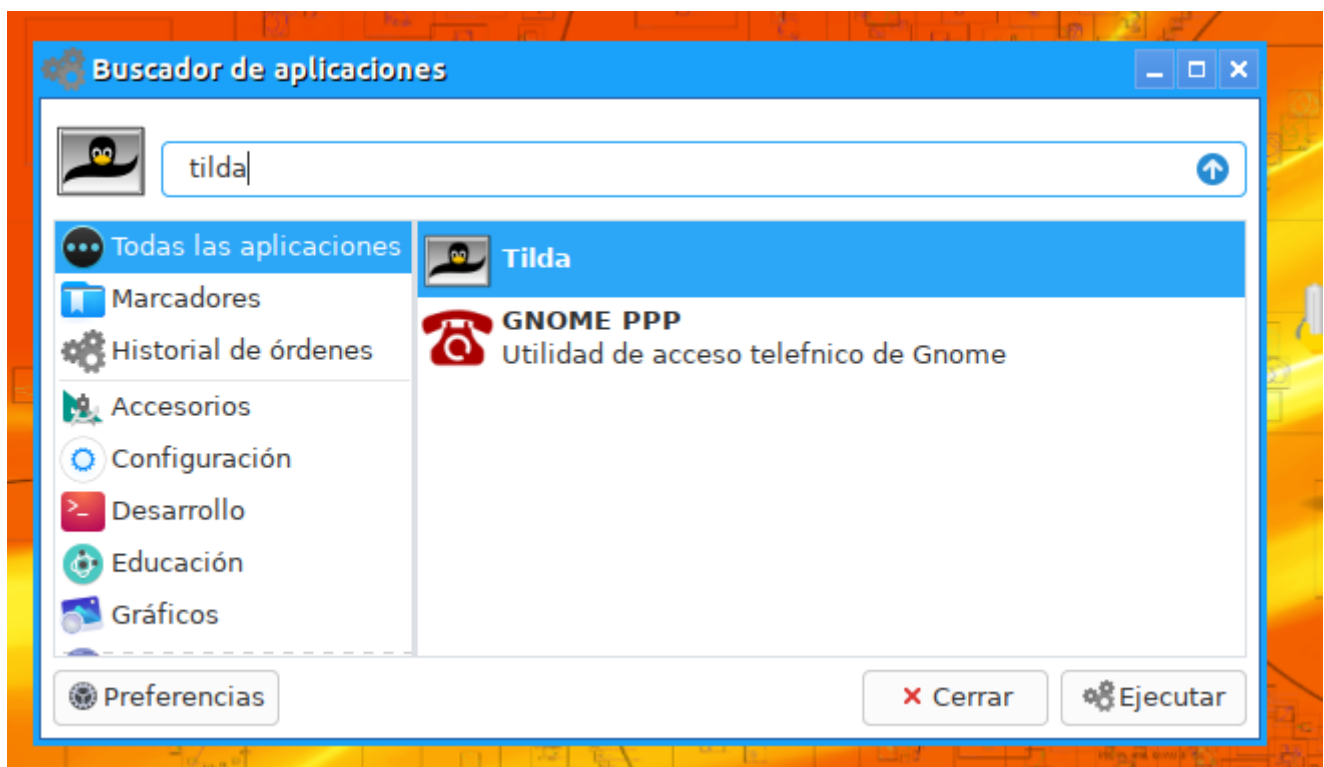 Buscador de aplicaciones
tilda
Todas las aplicaciones
Marcadores
Historial de órdenes
Accesorios
Configuración
Desarrollo
Educación
Gráficos
Tilda
GNOME PPP
Utilidad de acceso telefnico de Gnome
Preferencias
Cerrar
Ejecutar